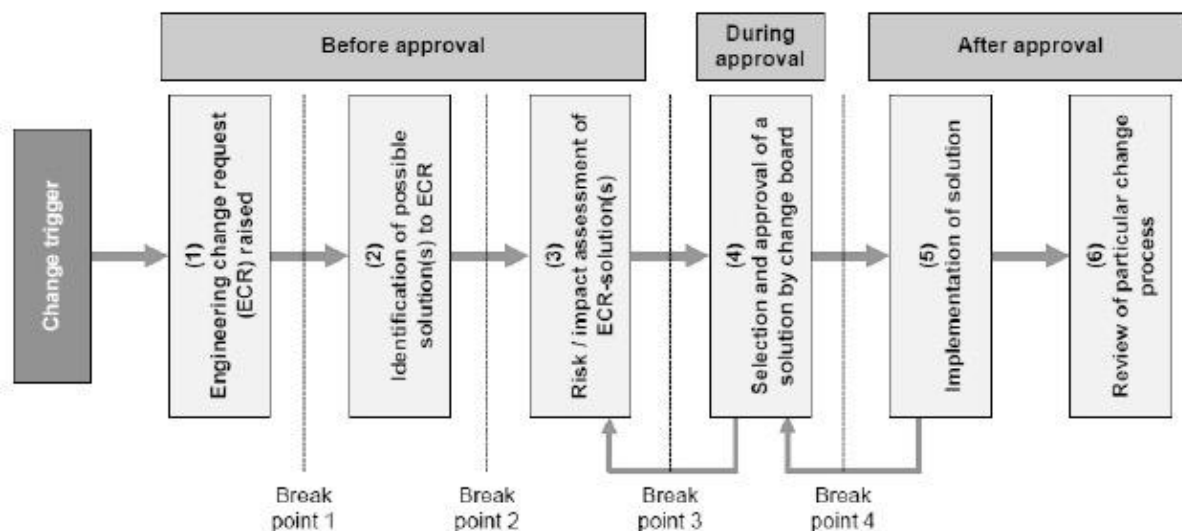 Before approval
During
approval
After approval
Change trigger
(1)
Engineering change request
(ECR) raised
(2)
Identification of possible
solution(s) to ECR
(3)
Risk / impact assessment of
ECR-solution(s)
(4)
Selection and approval of a
solution by change board
(5)
Implementation of solution
(6)
Review of particular change
process
Break
point 1
Break
point 2
Break
point 3
Break
point 4